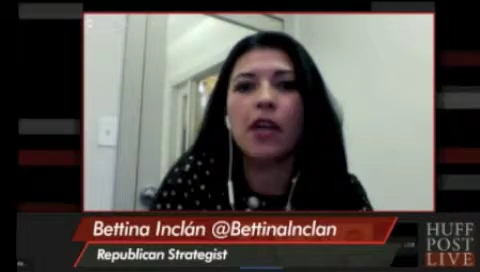 Bettina Inclán @BettinaInclan
Republican Strategist
HUFF
POST
LIVE